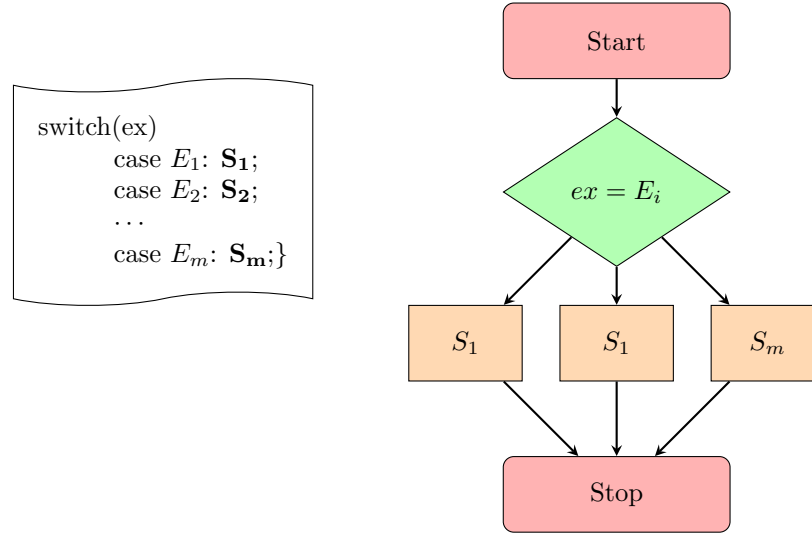 switch(ex)
case E₁: S₁;
case E₂: S₂;
...
case Eₘ: Sₘ;}
Start
ex = Eᵢ
S₁
S₁
Sₘ
Stop